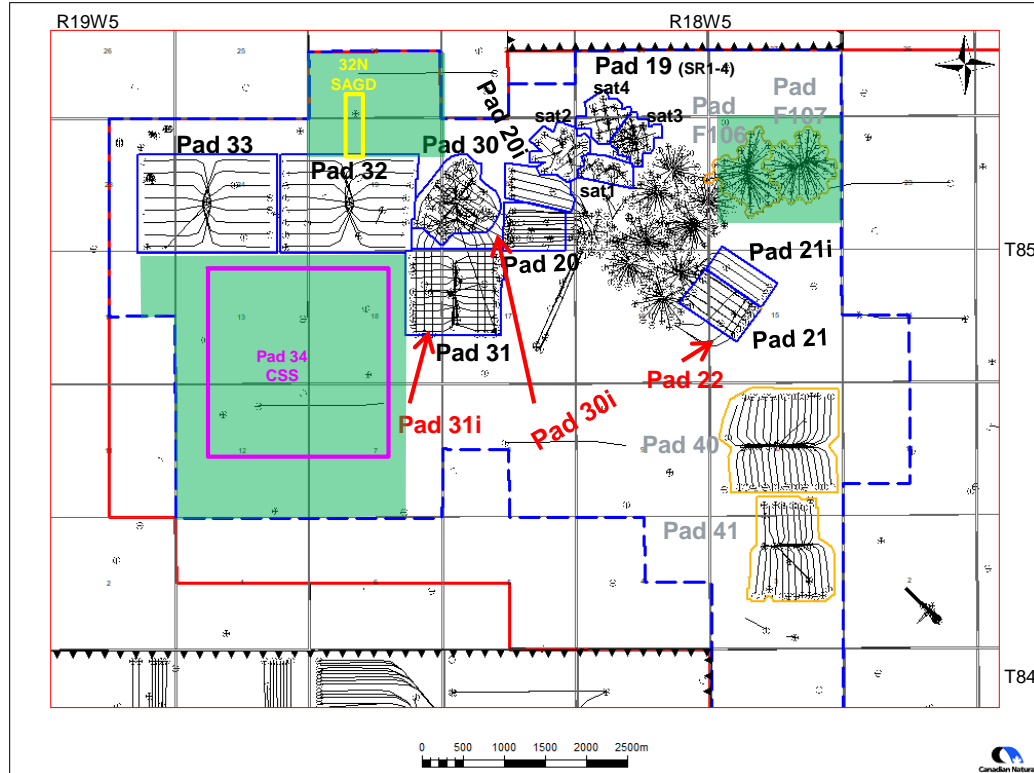 R19W5
R18W5
32N
SAGD
Pad 19 (SR1-4)
sat4
Pad
F107
Pad
F106
Pad 20i
sat2
sat3
Pad 33
Pad 30
Pad 32
sat1
T85
Pad 21i
Pad 20
Pad 21
Pad 31
Pad 34
CSS
Pad 22
Pad 31i
Pad 30i
Pad 40
Pad 41
T84
0 500 1000 1500 2000 2500m
Canadian Natural